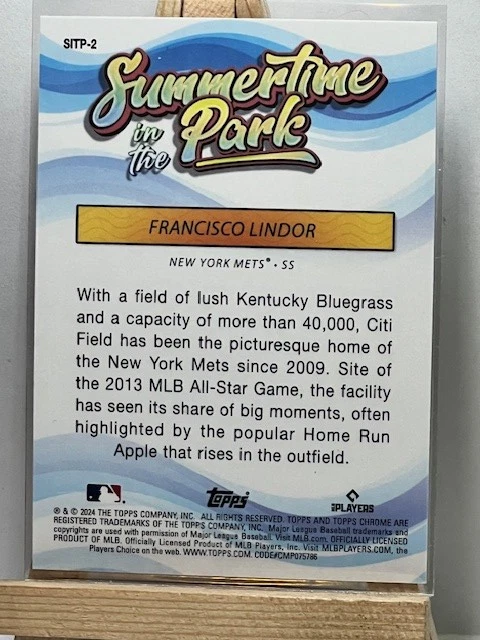 SITP-2
Summertime
in the Park
FRANCISCO LINDOR
NEW YORK METS® • SS
With a field of lush Kentucky Bluegrass
and a capacity of more than 40,000, Citi
Field has been the picturesque home of
the New York Mets since 2009. Site of
the 2013 MLB All-Star Game, the facility
has seen its share of big moments, often
highlighted by the popular Home Run
Apple that rises in the outfield.
topps
MLB PLAYERS
® & © 2024 THE TOPPS COMPANY, INC. ALL RIGHTS RESERVED. TOPPS AND TOPPS CHROME ARE
REGISTERED TRADEMARKS OF THE TOPPS COMPANY, INC. Major League Baseball trademarks and
copyrights are used with permission of Major League Baseball. Visit MLB.com. OFFICIALLY LICENSED
PRODUCT OF MLB Players, Inc. Officially Licensed Product of MLB Players, Inc. Visit MLBPLAYERS.COM, the
Players Choice on the web. WWW.TOPPS.COM. CODE#CMP075786